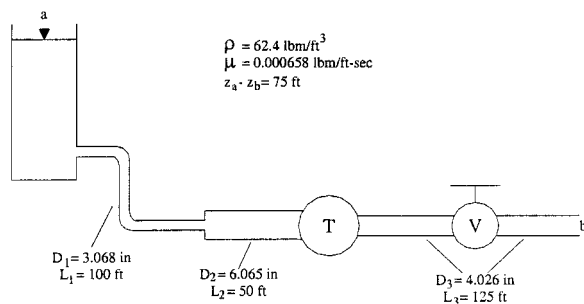 a
ρ = 62.4 lbm/ft³
μ = 0.000658 lbm/ft-sec
zₐ - z_b= 75 ft
T
V
b
D₁= 3.068 in
L₁ = 100 ft
D₂= 6.065 in
L₂ = 50 ft
D₃= 4.026 in
L₃= 125 ft